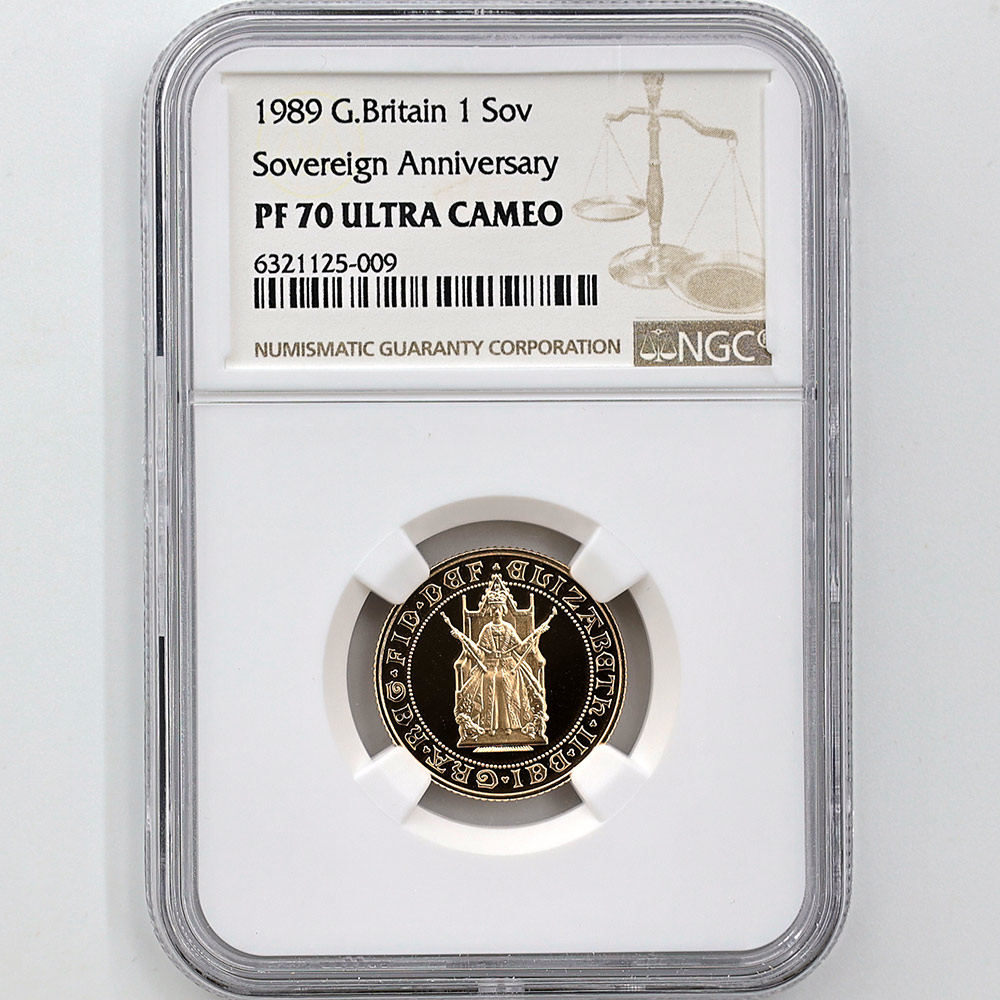 1989 G.Britain 1 Sov
Sovereign Anniversary
PF 70 ULTRA CAMEO
6321125-009
NUMISMATIC GUARANTY CORPORATION
NGC
ELIZABETH·II·DEI·GRA·REG·FID·DEF